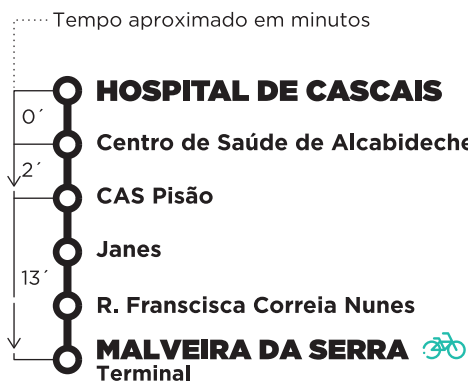 Tempo aproximado em minutos
HOSPITAL DE CASCAIS
0´
Centro de Saúde de Alcabideche
2´
CAS Pisão
Janes
13´
R. Franscisca Correia Nunes
MALVEIRA DA SERRA
Terminal